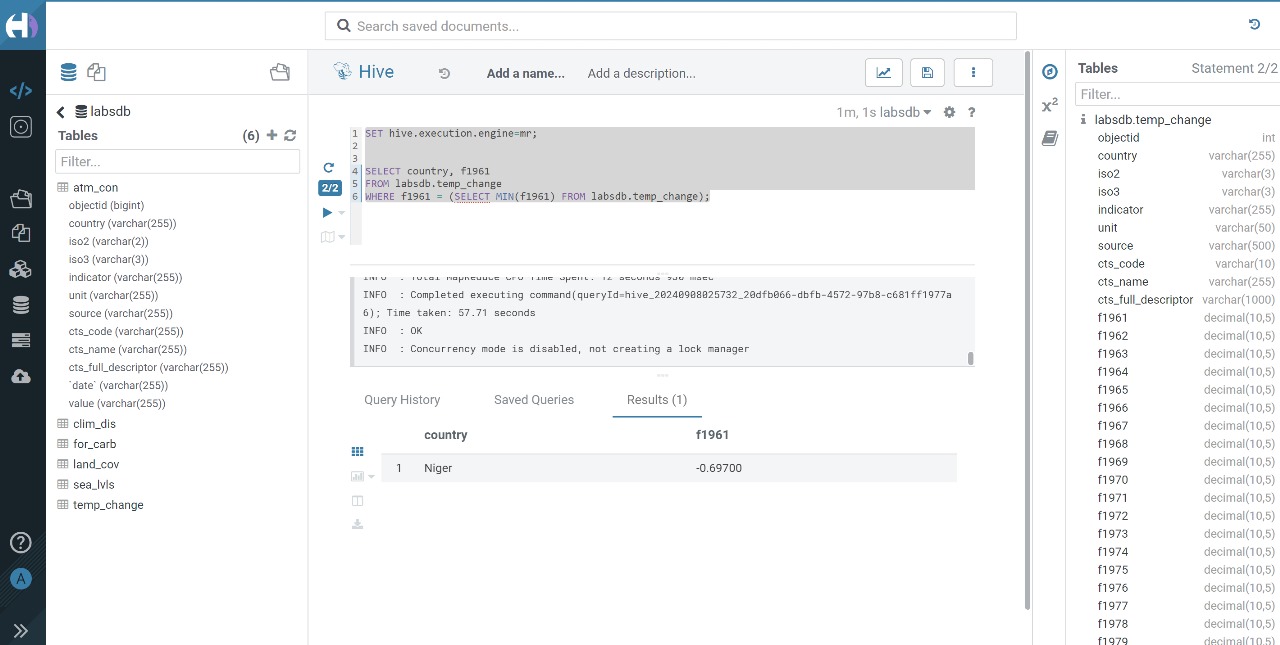 Search saved documents...
Hive
Add a name...
Add a description...
Tables
Statement 2/2
Filter...
labsdb
Tables
(6)
Filter...
atm_con
objectid (bigint)
country (varchar(255))
iso2 (varchar(2))
iso3 (varchar(3))
indicator (varchar(255))
unit (varchar(255))
source (varchar(255))
cts_code (varchar(255))
cts_name (varchar(255))
cts_full_descriptor (varchar(255))
`date` (varchar(255))
value (varchar(255))
clim_dis
for_carb
land_cov
sea_lvls
temp_change
A
1m, 1s labsdb
?
2/2
1 SET hive.execution.engine=mr;
2
3
4 SELECT country, f1961
5 FROM labsdb.temp_change
6 WHERE f1961 = (SELECT MIN(f1961) FROM labsdb.temp_change);
INFO : Total MapReduce CPU Time Spent: 12 seconds 930 msec
INFO : Completed executing command(queryId=hive_20240908025732_20dfb066-dbfb-4572-97b8-c681ff1977a
6); Time taken: 57.71 seconds
INFO : OK
INFO : Concurrency mode is disabled, not creating a lock manager
Query History
Saved Queries
Results (1)
country f1961
1 Niger -0.69700
x²
labsdb.temp_change
objectid int
country varchar(255)
iso2 varchar(3)
iso3 varchar(3)
indicator varchar(255)
unit varchar(50)
source varchar(500)
cts_code varchar(10)
cts_name varchar(255)
cts_full_descriptor varchar(1000)
f1961 decimal(10,5)
f1962 decimal(10,5)
f1963 decimal(10,5)
f1964 decimal(10,5)
f1965 decimal(10,5)
f1966 decimal(10,5)
f1967 decimal(10,5)
f1968 decimal(10,5)
f1969 decimal(10,5)
f1970 decimal(10,5)
f1971 decimal(10,5)
f1972 decimal(10,5)
f1973 decimal(10,5)
f1974 decimal(10,5)
f1975 decimal(10,5)
f1976 decimal(10,5)
f1977 decimal(10,5)
f1978 decimal(10,5)
f1979 decimal(10,5)